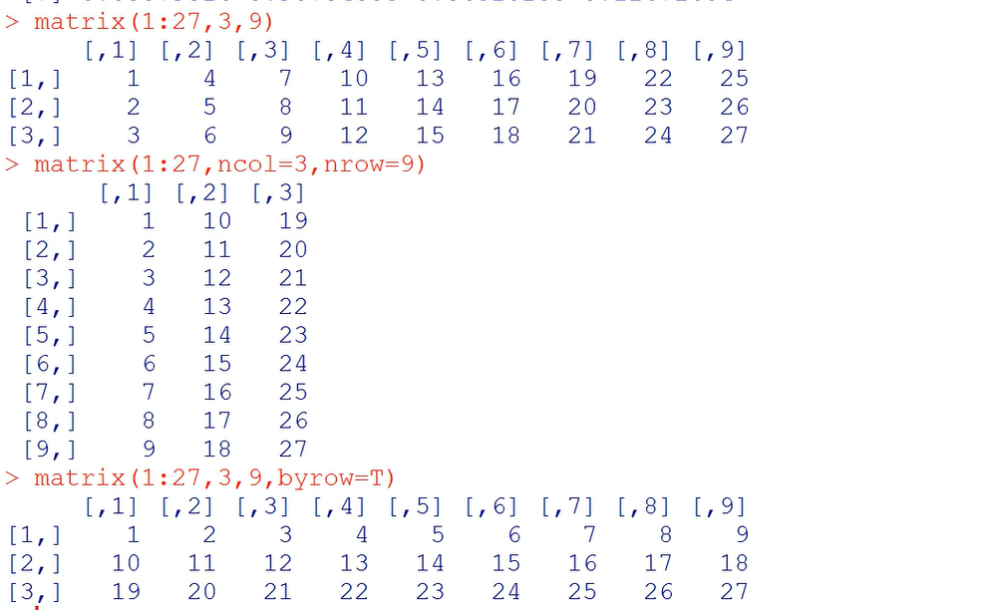 > matrix(1:27,3,9)
[,1] [,2] [,3] [,4] [,5] [,6] [,7] [,8] [,9]
[1,] 1 4 7 10 13 16 19 22 25
[2,] 2 5 8 11 14 17 20 23 26
[3,] 3 6 9 12 15 18 21 24 27
> matrix(1:27,ncol=3,nrow=9)
[,1] [,2] [,3]
[1,] 1 10 19
[2,] 2 11 20
[3,] 3 12 21
[4,] 4 13 22
[5,] 5 14 23
[6,] 6 15 24
[7,] 7 16 25
[8,] 8 17 26
[9,] 9 18 27
> matrix(1:27,3,9,byrow=T)
[,1] [,2] [,3] [,4] [,5] [,6] [,7] [,8] [,9]
[1,] 1 2 3 4 5 6 7 8 9
[2,] 10 11 12 13 14 15 16 17 18
[3,] 19 20 21 22 23 24 25 26 27